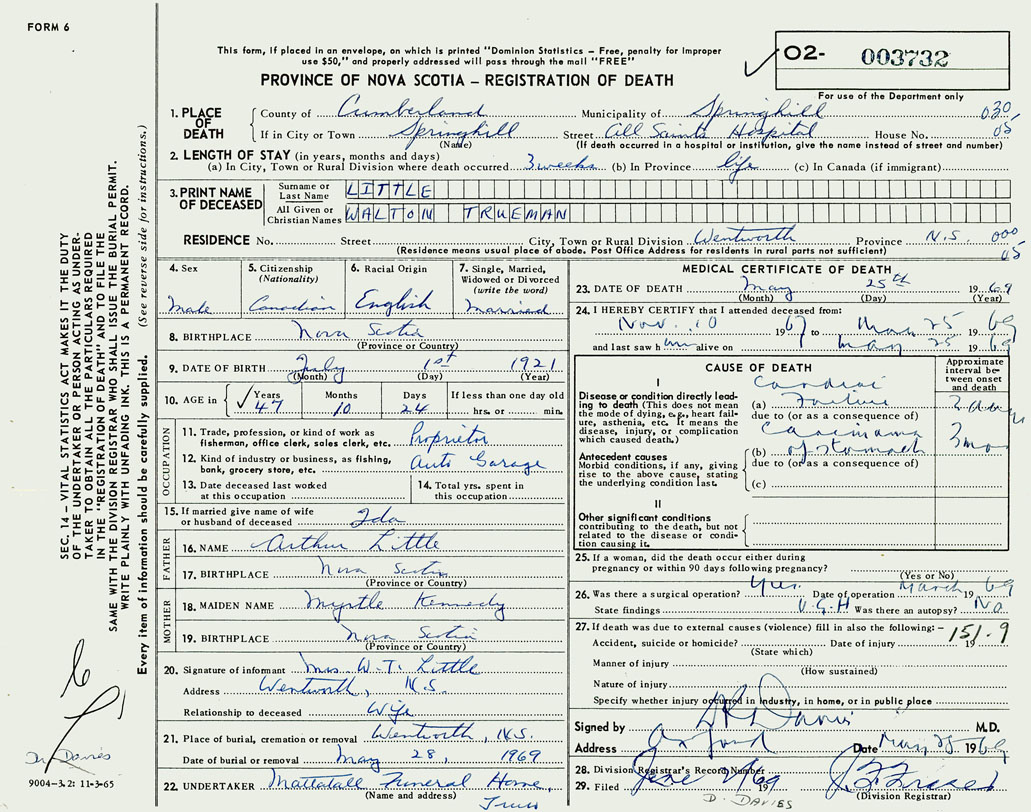 FORM 6
This form, if placed in an envelope, on which is printed "Dominion Statistics – Free, penalty for improper
use $50," and properly addressed will pass through the mail "FREE"
O2- 003732
For use of the Department only
PROVINCE OF NOVA SCOTIA – REGISTRATION OF DEATH
1. PLACE OF DEATH
County of Cumberland Municipality of Springhill 030
If in City or Town Springhill Street All Saints Hospital House No. 05
(Name) (If death occurred in a hospital or institution, give the name instead of street and number)
2. LENGTH OF STAY (in years, months and days)
(a) In City, Town or Rural Division where death occurred 3 weeks (b) In Province life (c) In Canada (if immigrant)
3. PRINT NAME OF DECEASED
Surname or Last Name LITTLE
All Given or Christian Names WALTON TRUEMAN
RESIDENCE No. Street City, Town or Rural Division Wentworth Province N.S. 000
(Residence means usual place of abode. Post Office Address for residents in rural parts not sufficient) 05
4. Sex Male
5. Citizenship (Nationality) Canadian
6. Racial Origin English
7. Single, Married, Widowed or Divorced (write the word) Married
8. BIRTHPLACE Nova Scotia
(Province or Country)
9. DATE OF BIRTH July 1st 1921
(Month) (Day) (Year)
10. AGE in Years 47 Months 10 Days 24 If less than one day old hrs. or min.
OCCUPATION
11. Trade, profession, or kind of work as Proprietor
fisherman, office clerk, sales clerk, etc.
12. Kind of industry or business, as fishing, Auto Garage
bank, grocery store, etc.
13. Date deceased last worked at this occupation
14. Total yrs. spent in this occupation
15. If married give name of wife or husband of deceased Ida
FATHER
16. NAME Arthur Little
17. BIRTHPLACE Nova Scotia
(Province or Country)
MOTHER
18. MAIDEN NAME Myrtle Kennedy
19. BIRTHPLACE Nova Scotia
(Province or Country)
20. Signature of informant Mrs W. T. Little
Address Wentworth, N.S.
Relationship to deceased Wife
21. Place of burial, cremation or removal Wentworth, N.S.
Date of burial or removal May 28, 1969
22. UNDERTAKER Mattatall Funeral Home,
(Name and address) Truro
MEDICAL CERTIFICATE OF DEATH
23. DATE OF DEATH May 25th 1969
(Month) (Day) (Year)
24. I HEREBY CERTIFY that I attended deceased from:
Nov. 10 1967 to May 25 1969
and last saw him alive on May 25 1969
CAUSE OF DEATH
Approximate interval between onset and death
I
Disease or condition directly leading to death (This does not mean the mode of dying, e.g., heart failure, asthenia, etc. It means the disease, injury, or complication which caused death.)
(a) Cardiac Failure
due to (or as a consequence of)
Antecedent causes
Morbid conditions, if any, giving rise to the above cause, stating the underlying condition last.
(b) Carcinoma of stomach 3 mo
due to (or as a consequence of)
(c)
II
Other significant conditions
contributing to the death, but not related to the disease or condition causing it.
25. If a woman, did the death occur either during
pregnancy or within 90 days following pregnancy?
(Yes or No)
26. Was there a surgical operation? Yes Date of operation March 1969
State findings V.G.H Was there an autopsy? No
27. If death was due to external causes (violence) fill in also the following: – 151.9
Accident, suicide or homicide? Date of injury 19
(State which)
Manner of injury
(How sustained)
Nature of injury
Specify whether injury occurred in industry, in home, or in public place
Signed by Davies M.D.
Address Oxford Date May 25 1969
28. Division Registrar's Record Number
29. Filed June 1969
(Division Registrar)
D. DAVIES
SEC. 14 – VITAL STATISTICS ACT MAKES IT THE DUTY
OF THE UNDERTAKER OR PERSON ACTING AS UNDER-
TAKER TO OBTAIN ALL THE PARTICULARS REQUIRED
IN THE "REGISTRATION OF DEATH" AND TO FILE THE
SAME WITH THE DIVISION REGISTRAR WHO SHALL ISSUE THE BURIAL PERMIT.
WRITE PLAINLY WITH UNFADING INK. THIS IS A PERMANENT RECORD.
Every item of information should be carefully supplied. (See reverse side for instructions.)
Dr Davies
9004-3.2: 11-3-65